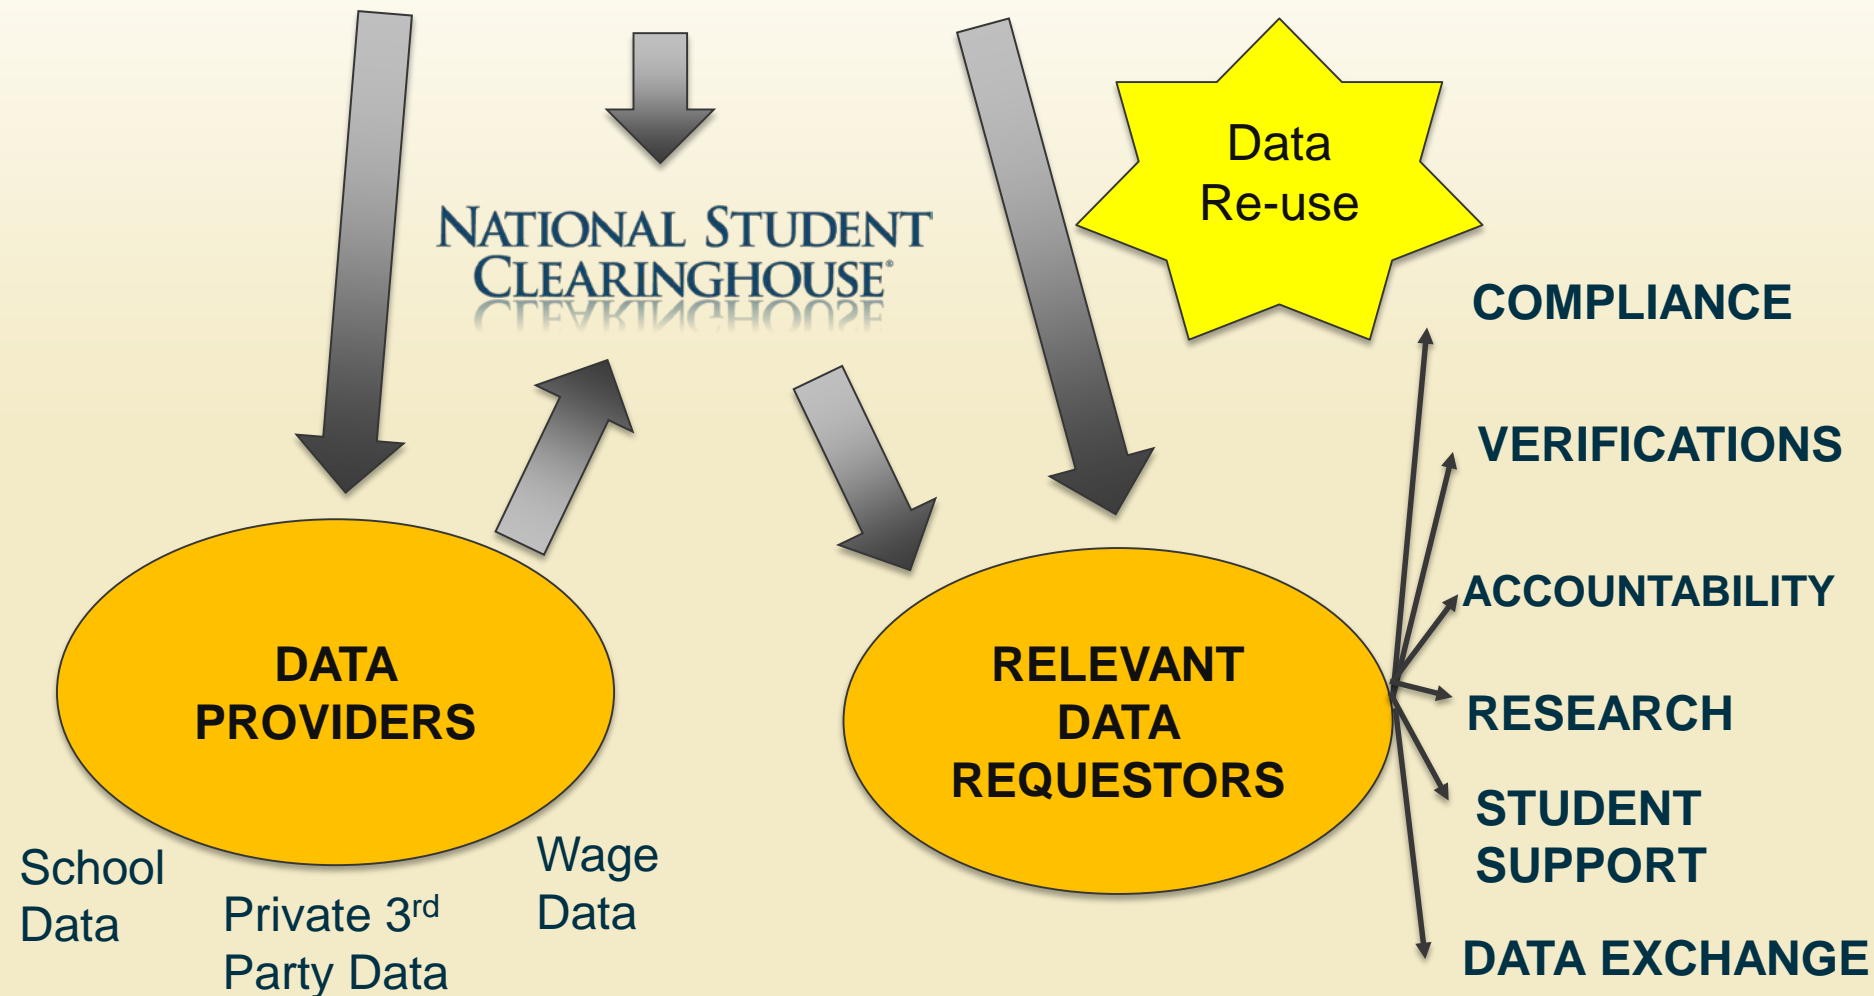 Data
Re-use
NATIONAL STUDENT
CLEARINGHOUSE®
COMPLIANCE
VERIFICATIONS
ACCOUNTABILITY
RESEARCH
STUDENT
SUPPORT
DATA EXCHANGE
DATA
PROVIDERS
RELEVANT
DATA
REQUESTORS
School
Data
Private 3rd
Party Data
Wage
Data